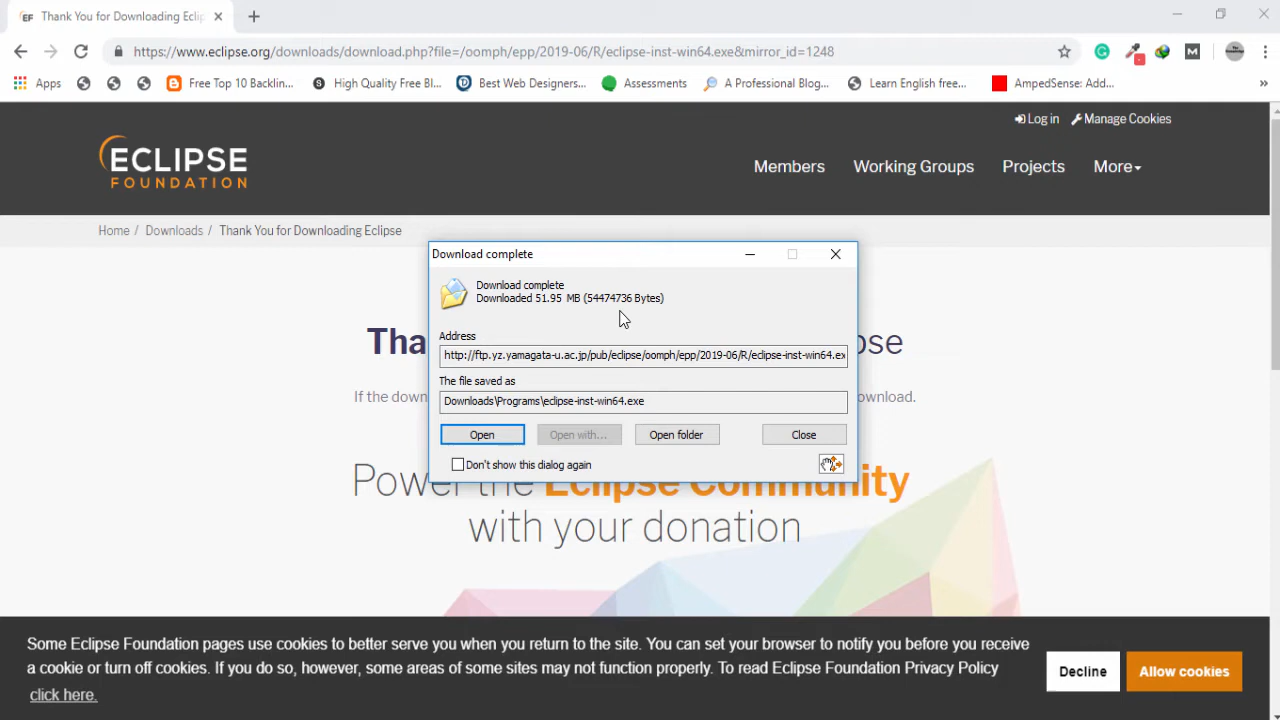 Thank You for Downloading Eclip
https://www.eclipse.org/downloads/download.php?file=/oomph/epp/2019-06/R/eclipse-inst-win64.exe&mirror_id=1248
Apps Free Top 10 Backlin... High Quality Free Bl... Best Web Designers... Assessments A Professional Blog... Learn English free... AmpedSense: Add... »
Log in Manage Cookies
ECLIPSE
FOUNDATION
Members Working Groups Projects More
Home / Downloads / Thank You for Downloading Eclipse
Download complete
Download complete
Downloaded 51.95 MB (54474736 Bytes)
Address
Tha pse
http://ftp.yz.yamagata-u.ac.jp/pub/eclipse/oomph/epp/2019-06/R/eclipse-inst-win64.ex
The file saved as
If the down ownload.
Downloads\Programs\eclipse-inst-win64.exe
Open Open with... Open folder Close
Don't show this dialog again
Power the Eclipse Community
with your donation
Some Eclipse Foundation pages use cookies to better serve you when you return to the site. You can set your browser to notify you before you receive
a cookie or turn off cookies. If you do so, however, some areas of some sites may not function properly. To read Eclipse Foundation Privacy Policy
click here.
Decline Allow cookies